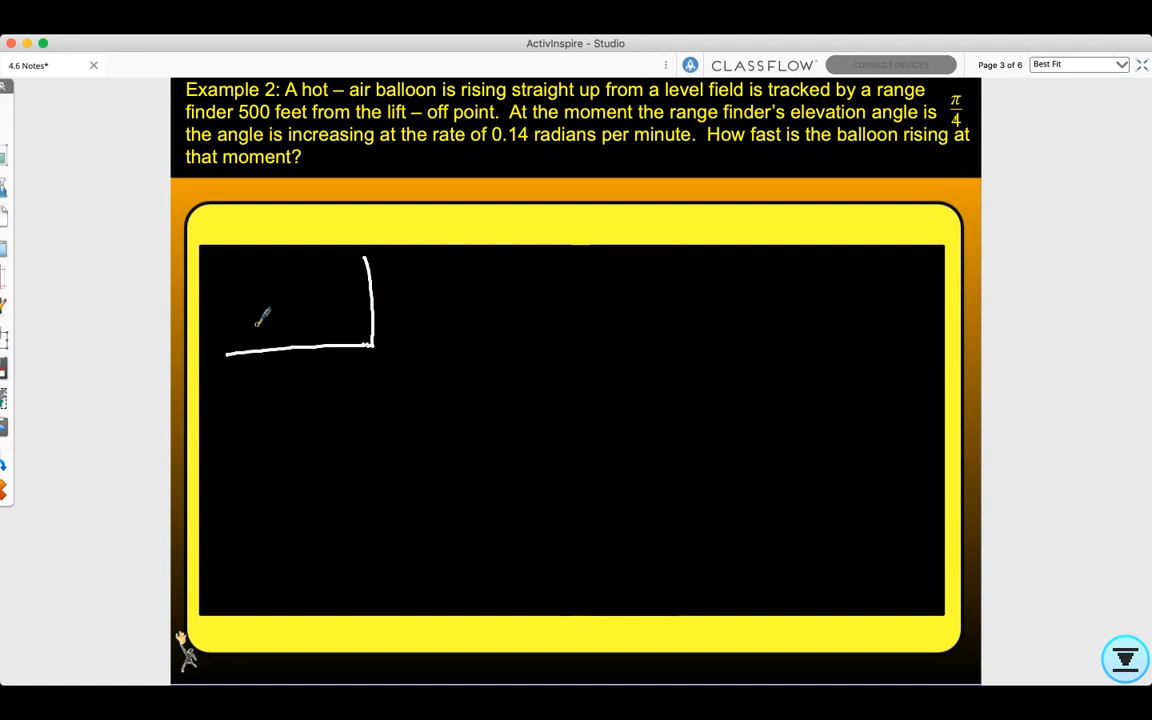 ActivInspire - Studio
4.6 Notes*
CLASSFLOW
CONNECT DEVICES
Page 3 of 6
Best Fit
Example 2: A hot – air balloon is rising straight up from a level field is tracked by a range
finder 500 feet from the lift – off point. At the moment the range finder's elevation angle is π/4
the angle is increasing at the rate of 0.14 radians per minute. How fast is the balloon rising at
that moment?